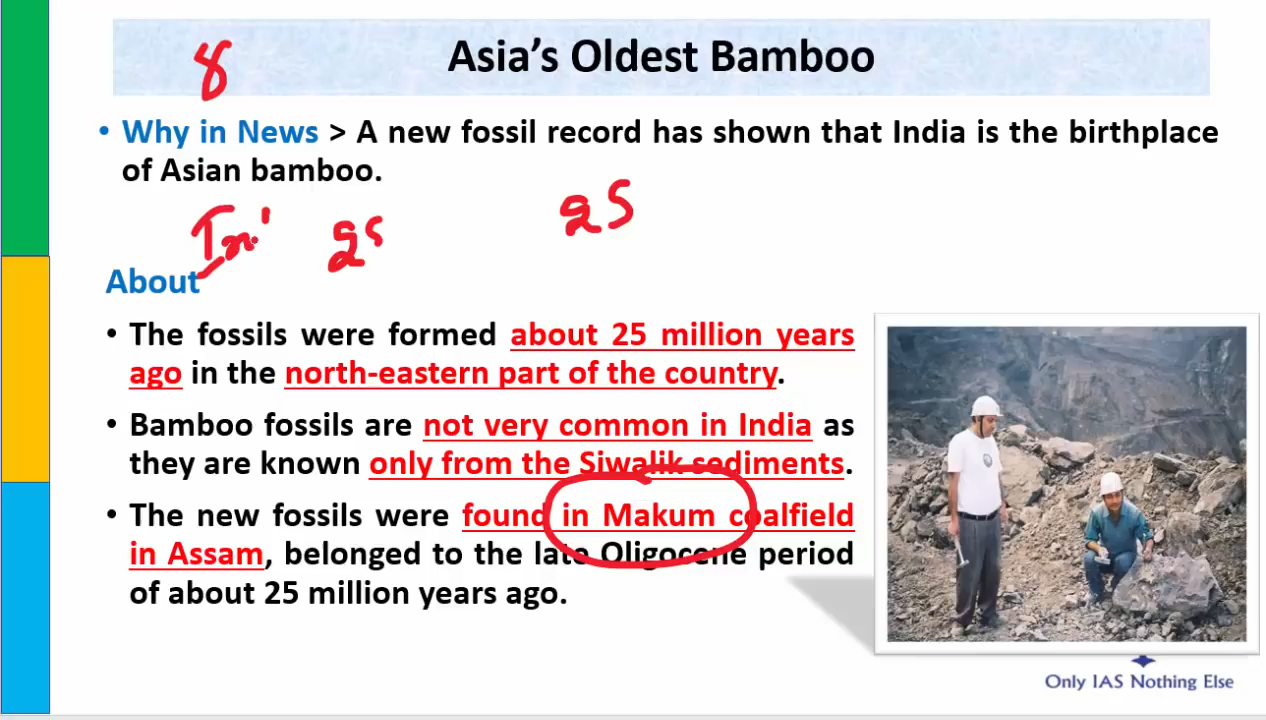 8
Asia's Oldest Bamboo
• Why in News > A new fossil record has shown that India is the birthplace
of Asian bamboo.
25
25
About
• The fossils were formed about 25 million years
ago in the north-eastern part of the country.
• Bamboo fossils are not very common in India as
they are known only from the Siwalik sediments.
• The new fossils were found in Makum coalfield
in Assam, belonged to the late Oligocene period
of about 25 million years ago.
Only IAS Nothing Else